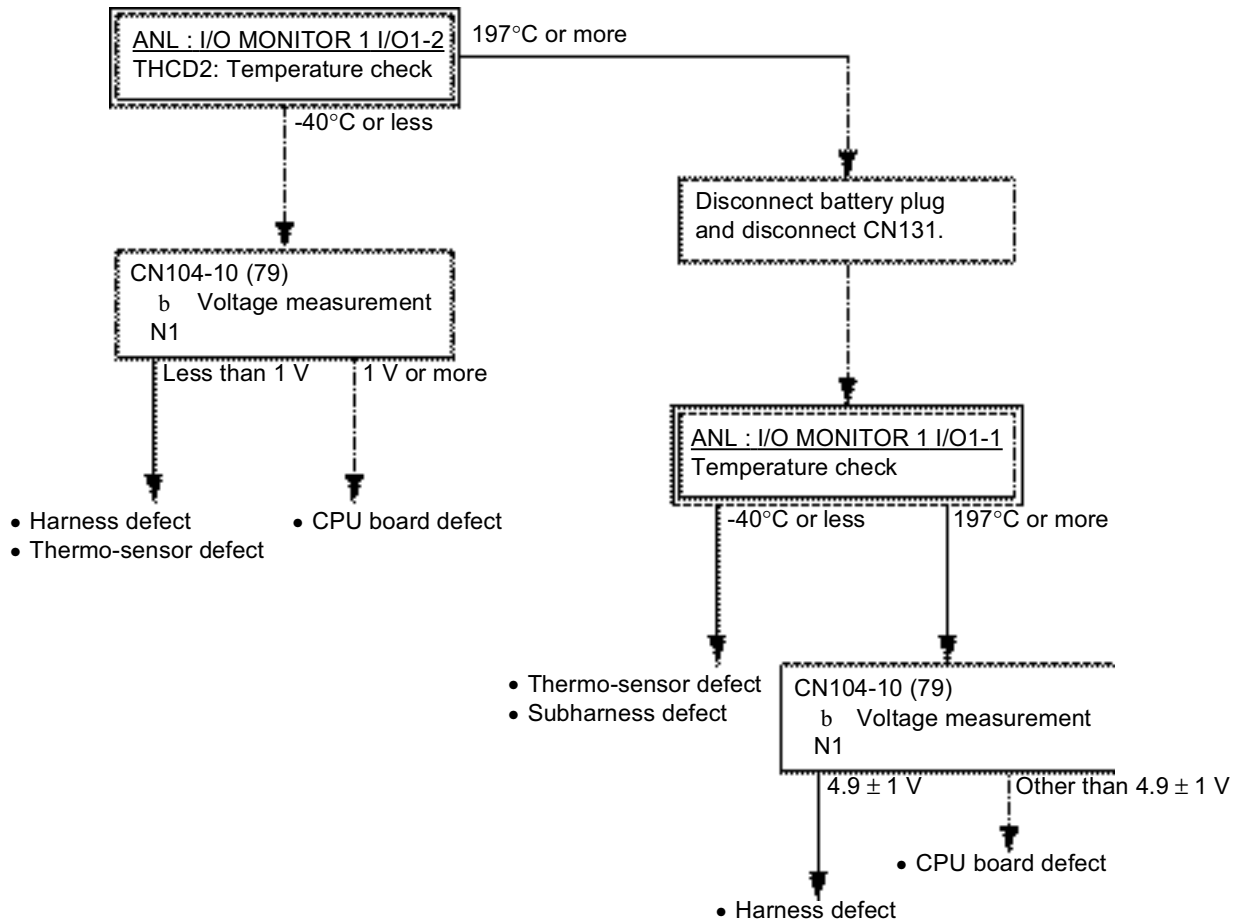 ANL : I/O MONITOR 1 I/O1-2
THCD2: Temperature check
197°C or more
-40°C or less
Disconnect battery plug
and disconnect CN131.
CN104-10 (79)
b Voltage measurement
N1
Less than 1 V
1 V or more
• Harness defect
• Thermo-sensor defect
• CPU board defect
ANL : I/O MONITOR 1 I/O1-1
Temperature check
-40°C or less
197°C or more
• Thermo-sensor defect
• Subharness defect
CN104-10 (79)
b Voltage measurement
N1
4.9 ± 1 V
Other than 4.9 ± 1 V
• CPU board defect
• Harness defect